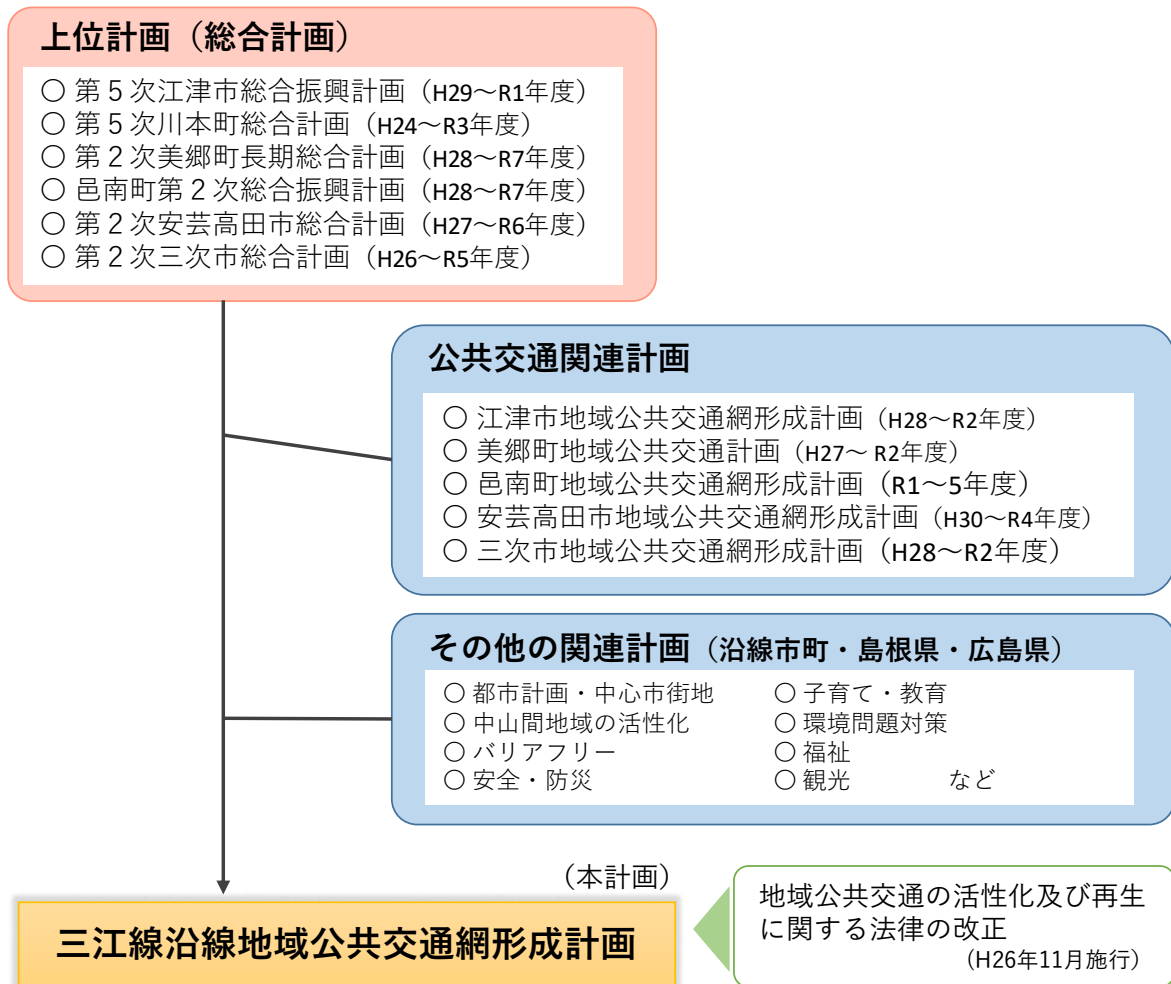 上位計画（総合計画）
〇 第５次江津市総合振興計画（H29～R1年度）
〇 第５次川本町総合計画（H24～R3年度）
〇 第２次美郷町長期総合計画（H28～R7年度）
〇 邑南町第２次総合振興計画（H28～R7年度）
〇 第２次安芸高田市総合計画（H27～R6年度）
〇 第２次三次市総合計画（H26～R5年度）
公共交通関連計画
〇 江津市地域公共交通網形成計画（H28～R2年度）
〇 美郷町地域公共交通計画（H27～ R2年度）
〇 邑南町地域公共交通網形成計画（R1～5年度）
〇 安芸高田市地域公共交通網形成計画（H30～R4年度）
〇 三次市地域公共交通網形成計画（H28～R2年度）
その他の関連計画（沿線市町・島根県・広島県）
〇 都市計画・中心市街地 〇 子育て・教育
〇 中山間地域の活性化 〇 環境問題対策
〇 バリアフリー 〇 福祉
〇 安全・防災 〇 観光 など
（本計画）
三江線沿線地域公共交通網形成計画
地域公共交通の活性化及び再生
に関する法律の改正
（H26年11月施行）